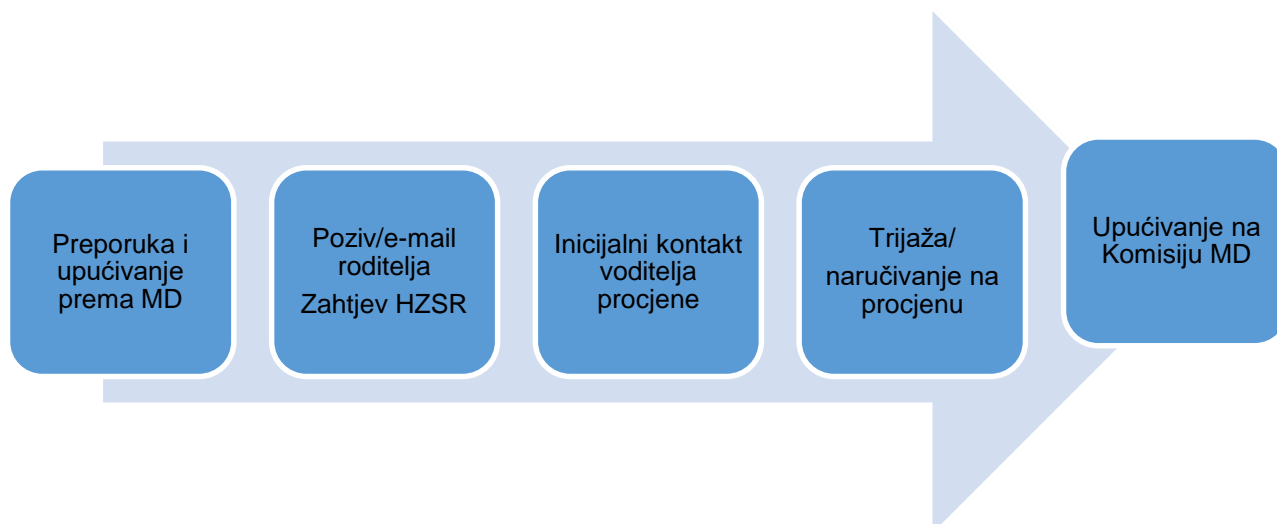 Preporuka i
upućivanje
prema MD
Poziv/e-mail
roditelja
Zahtjev HZSR
Inicijalni kontakt
voditelja
procjene
Trijaža/
naručivanje na
procjenu
Upućivanje na
Komisiju MD